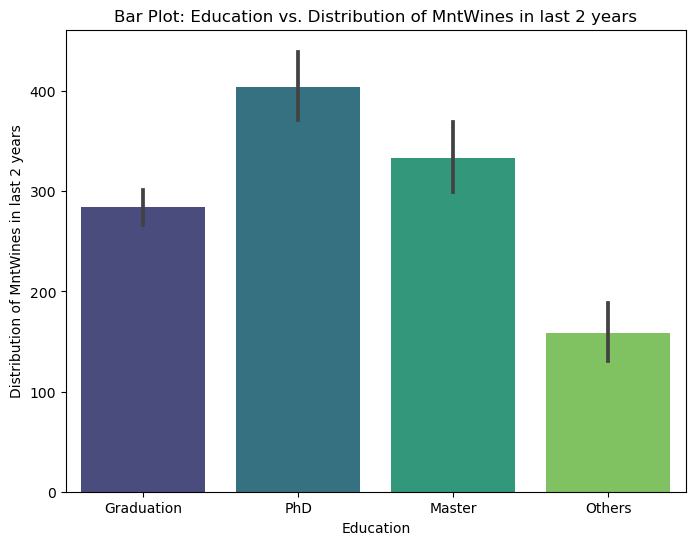 Bar Plot: Education vs. Distribution of MntWines in last 2 years
Distribution of MntWines in last 2 years
400
300
200
100
0
Graduation
PhD
Master
Others
Education